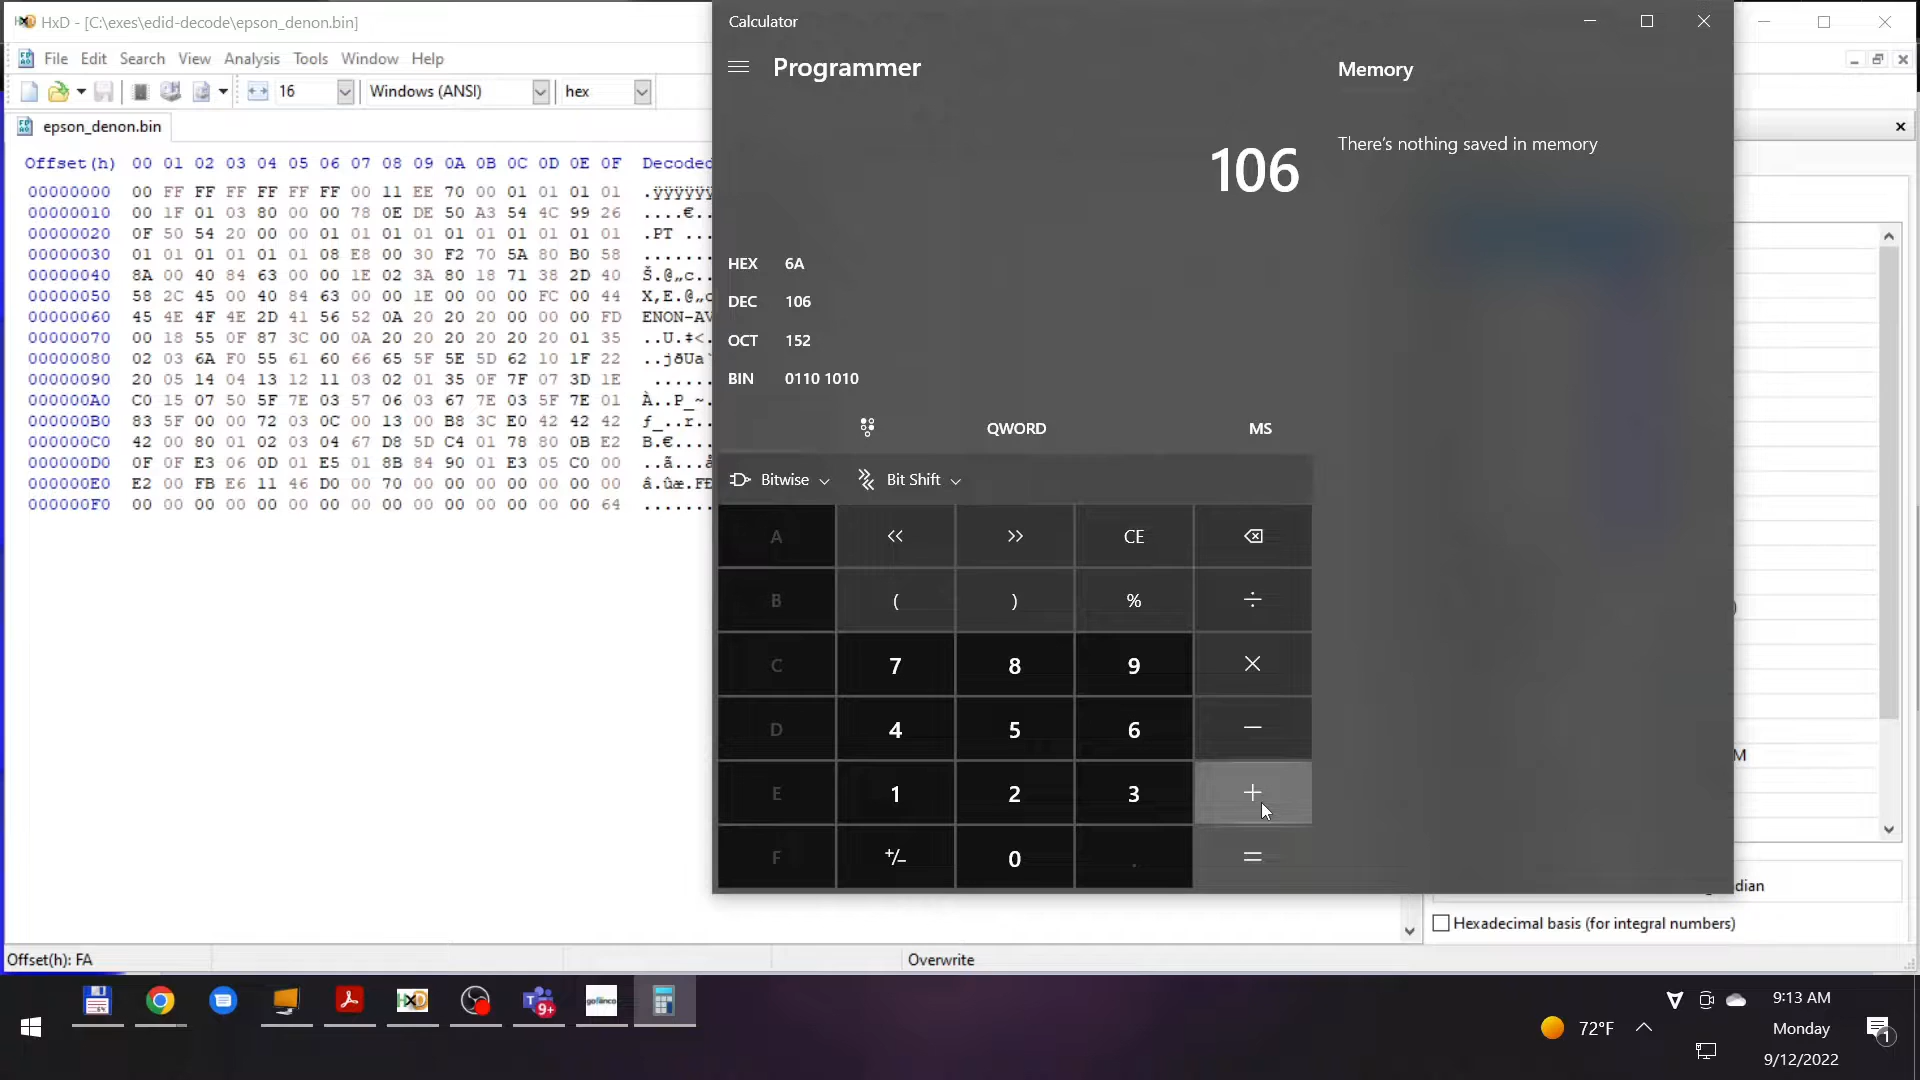 HxD - [C:\exes\edid-decode\epson_denon.bin]
File Edit Search View Analysis Tools Window Help
16 Windows (ANSI) hex
epson_denon.bin
Offset(h) 00 01 02 03 04 05 06 07 08 09 0A 0B 0C 0D 0E 0F Decoded
00000000 00 FF FF FF FF FF FF 00 11 EE 70 00 01 01 01 01 .ÿÿÿÿÿÿ
00000010 00 1F 01 03 80 00 00 78 0E DE 50 A3 54 4C 99 26 ....€..
00000020 0F 50 54 20 00 00 01 01 01 01 01 01 01 01 01 01 .PT ...
00000030 01 01 01 01 01 01 08 E8 00 30 F2 70 5A 80 B0 58 .......
00000040 8A 00 40 84 63 00 00 1E 02 3A 80 18 71 38 2D 40 Š.@„c..
00000050 58 2C 45 00 40 84 63 00 00 1E 00 00 00 FC 00 44 X,E.@„c
00000060 45 4E 4F 4E 2D 41 56 52 0A 20 20 20 00 00 00 FD ENON-AV
00000070 00 18 55 0F 87 3C 00 0A 20 20 20 20 20 20 01 35 ..U.‡<.
00000080 02 03 6A F0 55 61 60 66 65 5F 5E 5D 62 10 1F 22 ..jðUa`
00000090 20 05 14 04 13 12 11 03 02 01 35 0F 7F 07 3D 1E ......
000000A0 C0 15 07 50 5F 7E 03 57 06 03 67 7E 03 5F 7E 01 À..P_~.
000000B0 83 5F 00 00 72 03 0C 00 13 00 B8 3C E0 42 42 42 ƒ_..r..
000000C0 42 00 80 01 02 03 04 67 D8 5D C4 01 78 80 0B E2 B.€....
000000D0 0F 0F E3 06 0D 01 E5 01 8B 84 90 01 E3 05 C0 00 ..ã...å
000000E0 E2 00 FB E6 11 46 D0 00 70 00 00 00 00 00 00 00 â.ûæ.FÐ
000000F0 00 00 00 00 00 00 00 00 00 00 00 00 00 00 00 64 .......
Offset(h): FA
Overwrite
Calculator
Programmer
106
HEX 6A
DEC 106
OCT 152
BIN 0110 1010
QWORD MS
Bitwise Bit Shift
A << >> CE
B ( ) % ÷
C 7 8 9 ×
D 4 5 6 −
E 1 2 3 +
F +/− 0 . =
Memory
There's nothing saved in memory
)
M
dian
Hexadecimal basis (for integral numbers)
9+
gofanco
72°F
9:13 AM
Monday
9/12/2022
1